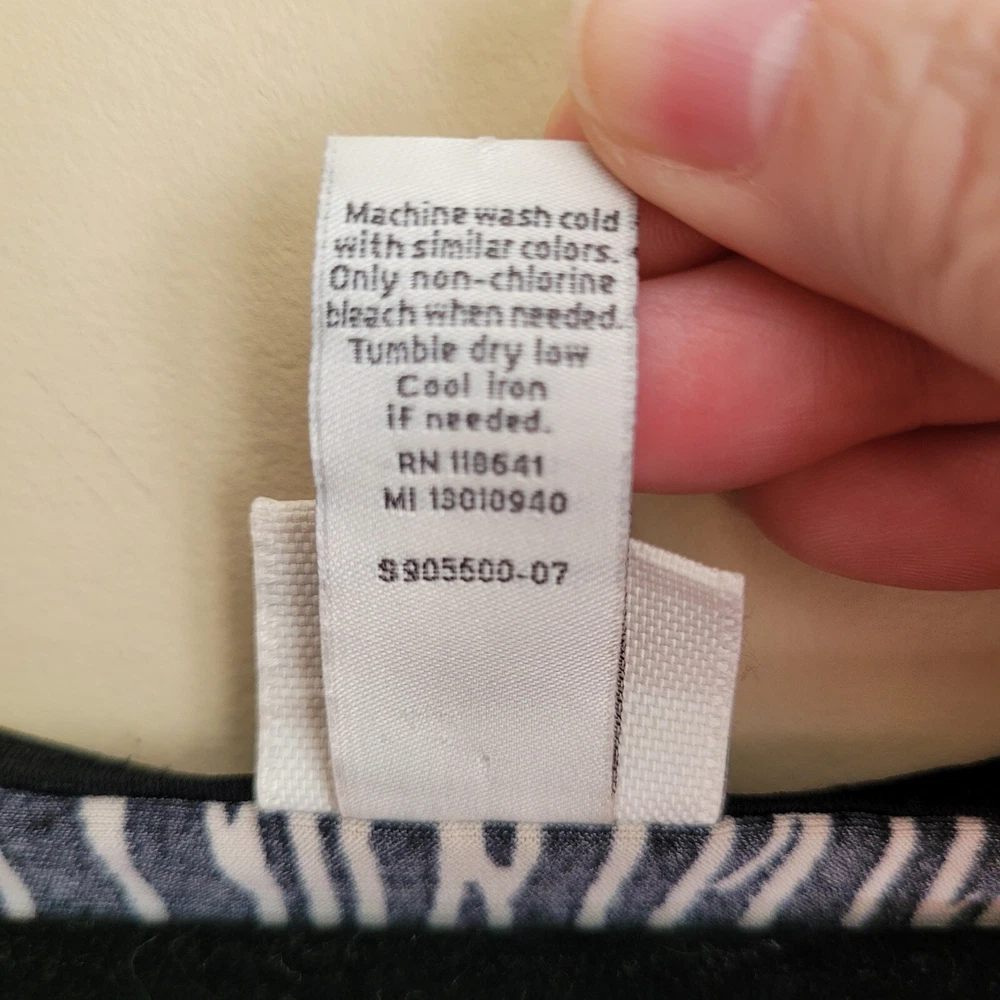 Machine wash cold
with similar colors.
Only non-chlorine
bleach when needed.
Tumble dry low
Cool iron
if needed.
RN 118641
MI 13010940
S905600-07